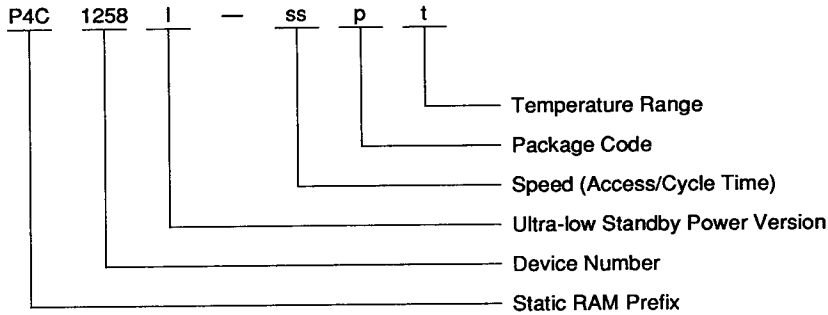 P4C 1258 l — ss p t
Temperature Range
Package Code
Speed (Access/Cycle Time)
Ultra-low Standby Power Version
Device Number
Static RAM Prefix